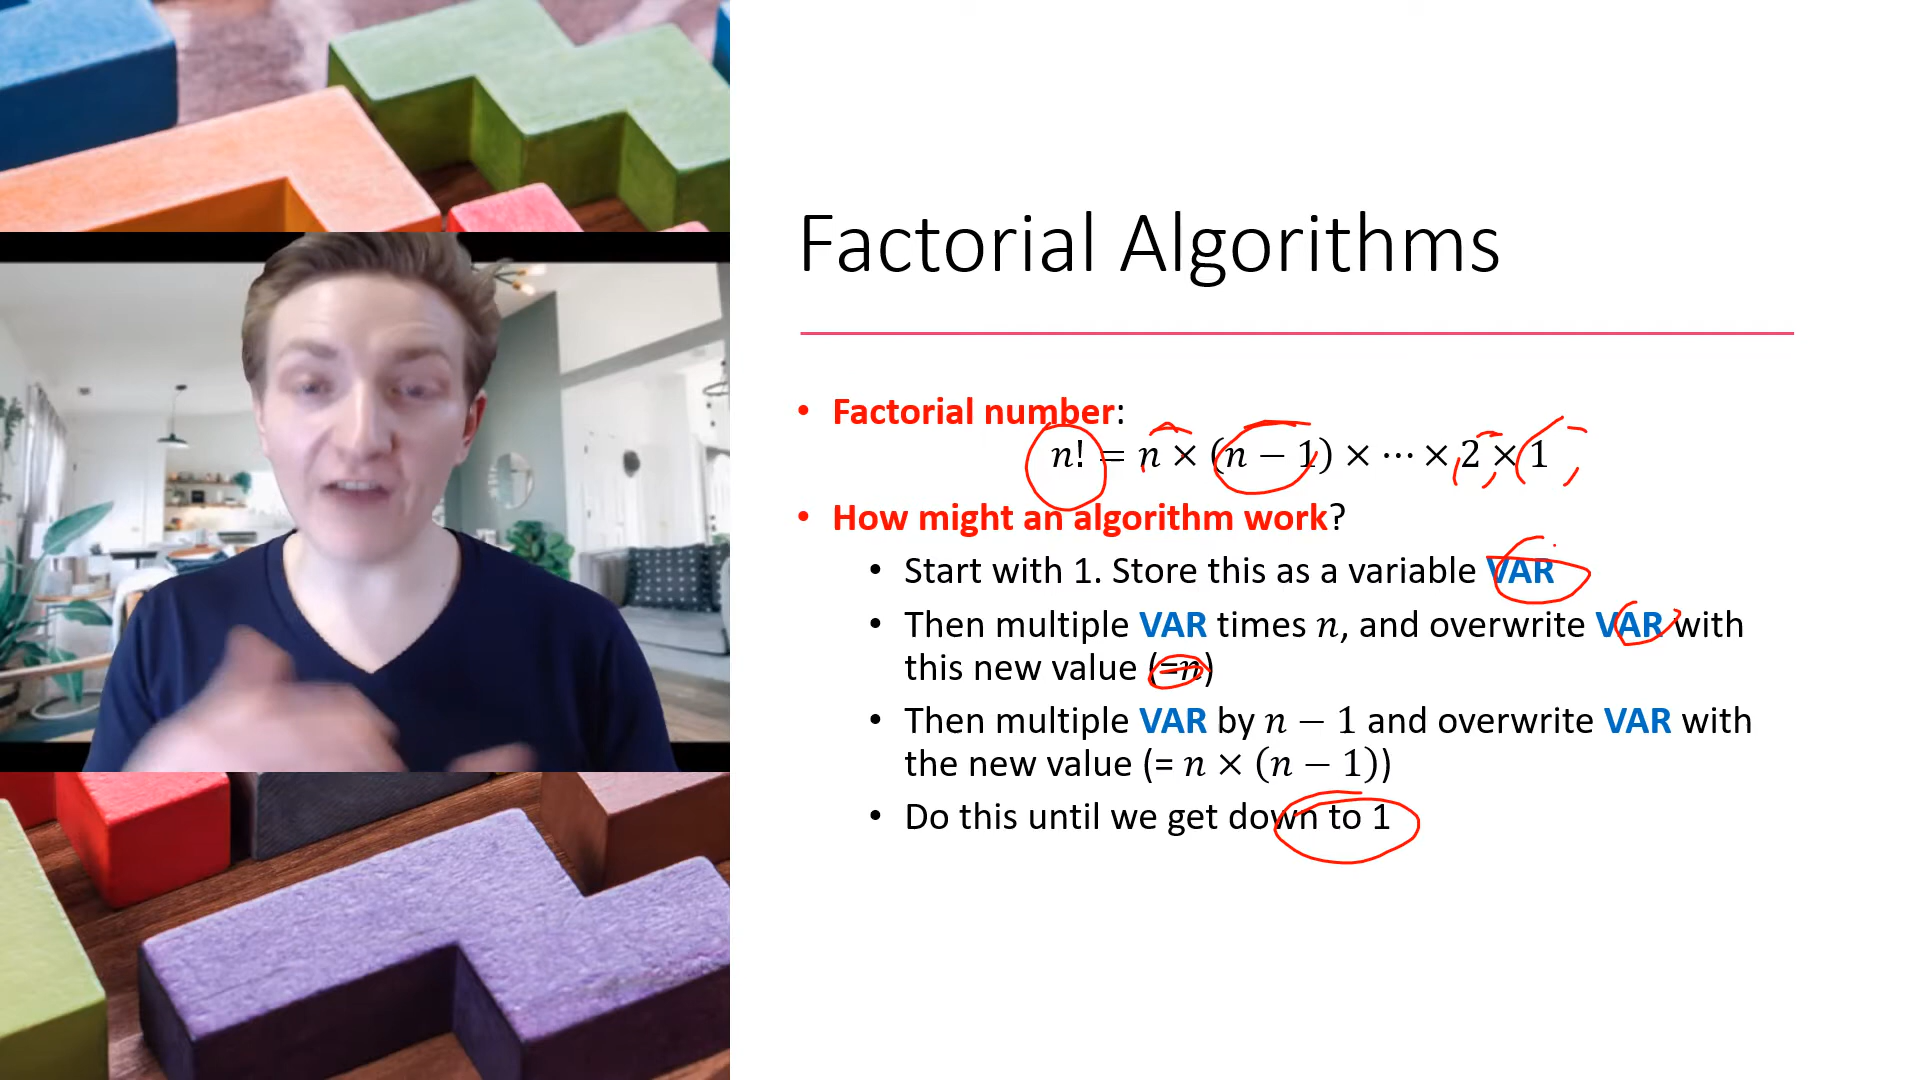 Factorial Algorithms
• Factorial number:
n! = n × (n − 1) × ⋯ × 2 × 1
• How might an algorithm work?
• Start with 1. Store this as a variable VAR
• Then multiple VAR times n, and overwrite VAR with
this new value (=n)
• Then multiple VAR by n − 1 and overwrite VAR with
the new value (= n × (n − 1))
• Do this until we get down to 1